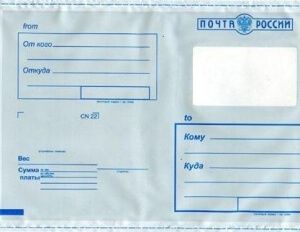 from
ПОЧТА РОССИИ
От кого
Откуда
CN 22
to
Кому
Куда
Вес
Сумма
платы